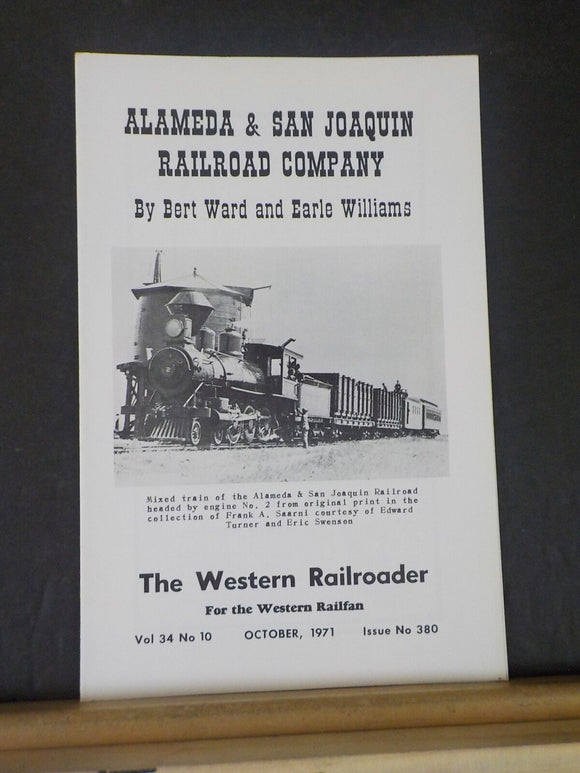 ALAMEDA & SAN JOAQUIN
RAILROAD COMPANY
By Bert Ward and Earle Williams
Mixed train of the Alameda & San Joaquin Railroad
headed by engine No. 2 from original print in the
collection of Frank A. Saarni courtesy of Edward
Turner and Eric Swenson
The Western Railroader
For the Western Railfan
Vol 34 No 10 OCTOBER, 1971 Issue No 380